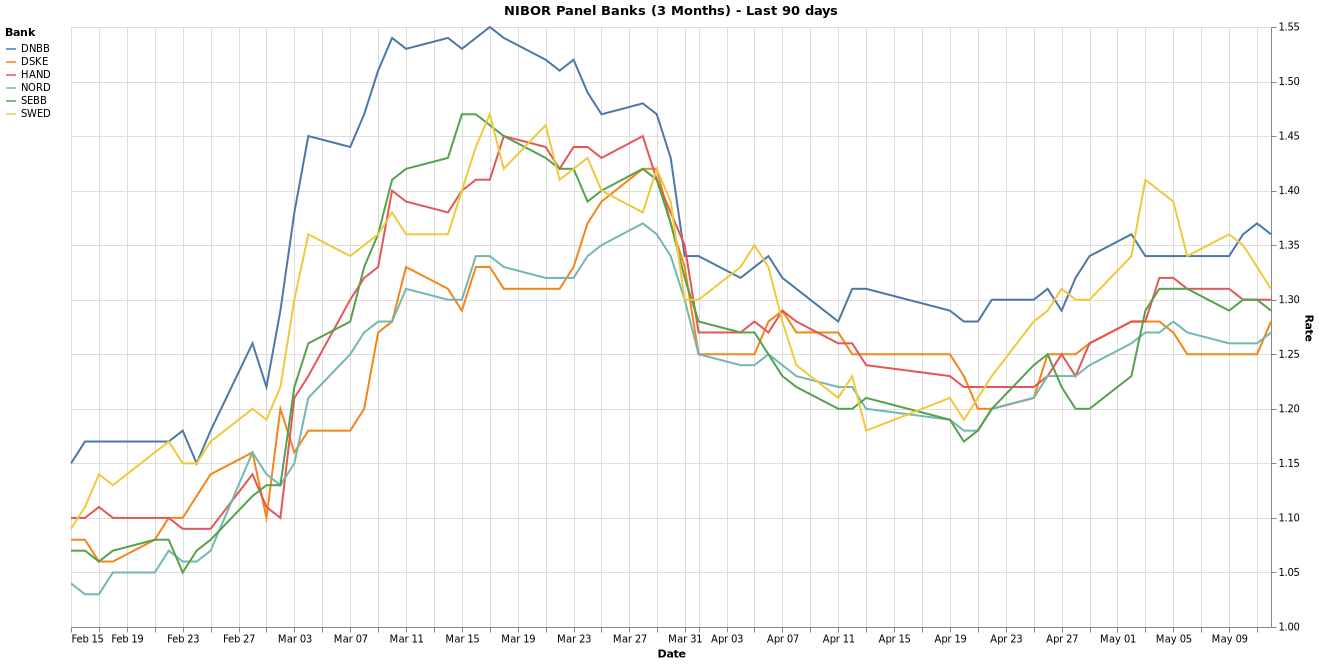 NIBOR Panel Banks (3 Months) - Last 90 days
Bank
DNBB
DSKE
HAND
NORD
SEBB
SWED
1.55
1.50
1.45
1.40
1.35
1.30
1.25
1.20
1.15
1.10
1.05
1.00
Rate
Feb 15 Feb 19 Feb 23 Feb 27 Mar 03 Mar 07 Mar 11 Mar 15 Mar 19 Mar 23 Mar 27 Mar 31 Apr 03 Apr 07 Apr 11 Apr 15 Apr 19 Apr 23 Apr 27 May 01 May 05 May 09
Date